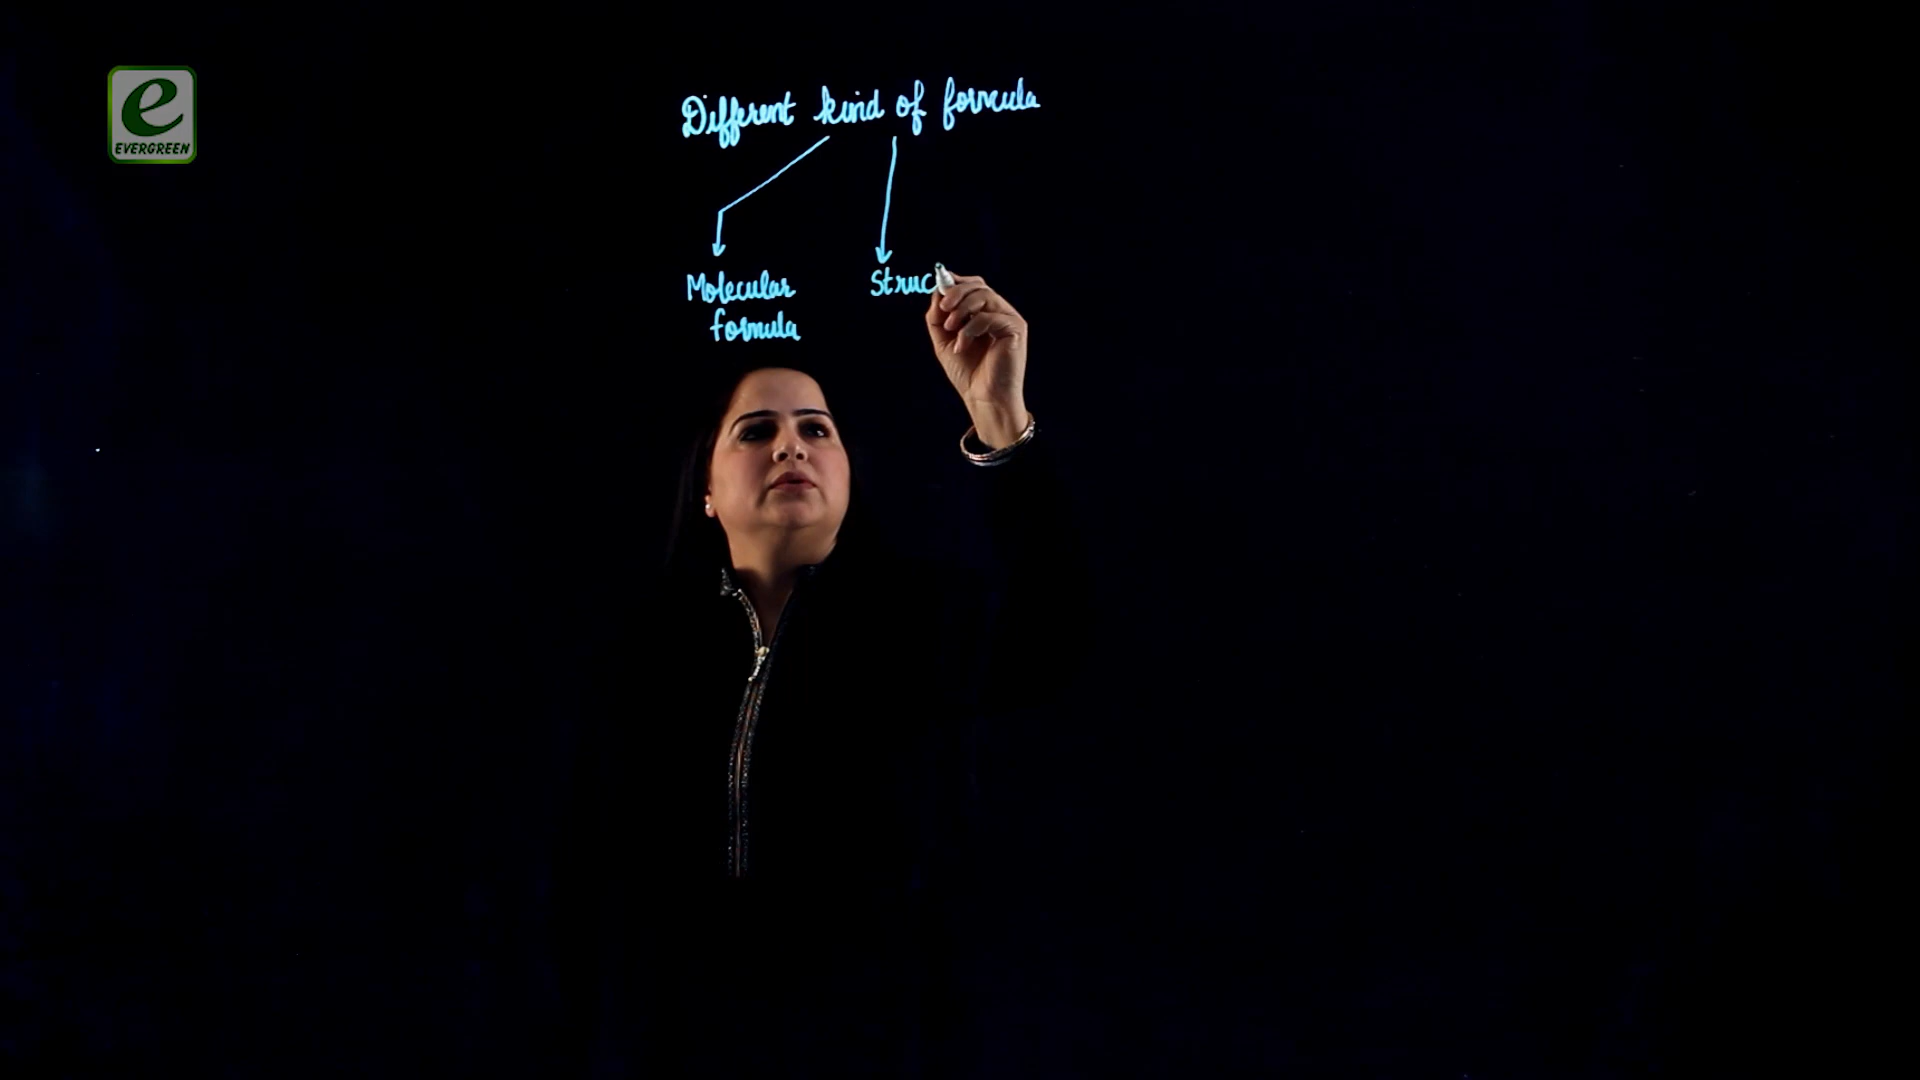 e
EVERGREEN
Different kind of formula
Molecular
formula
Struc